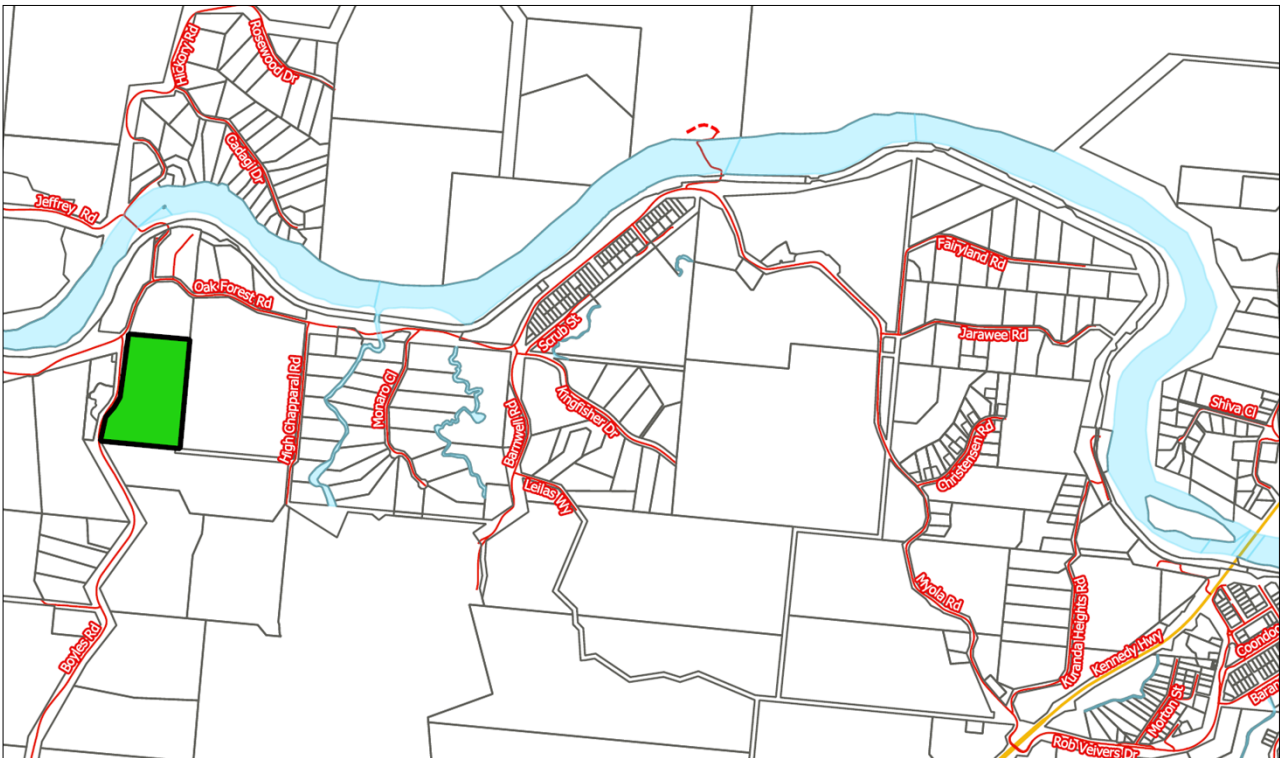 Hickory Rd
Rosewood Dr
Cadagi Dr
Jeffrey Rd
Oak Forest Rd
Fairyland Rd
Scrub St
Jarawee Rd
High Chapparal Rd
Monaro Cl
Barnwell Rd
Kingfisher Dr
Shiva Cl
Christensen Rd
Leilas Wy
Myola Rd
Kuranda Heights Rd
Boyles Rd
Kennedy Hwy
Coondoo
Baran
Morton St
Rob Veivers Dr